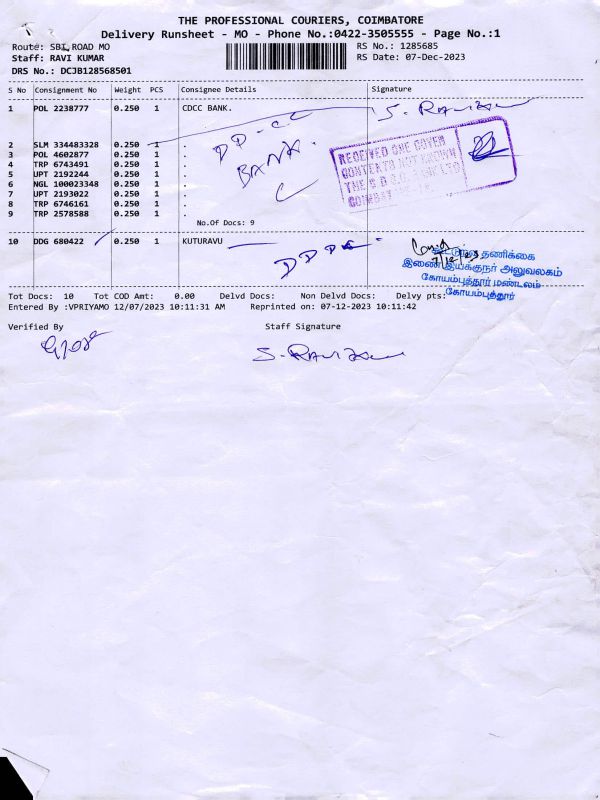 THE PROFESSIONAL COURIERS, COIMBATORE
Delivery Runsheet - MO - Phone No.:0422-3505555 - Page No.:1
Route: SBI ROAD MO
RS No.: 1285685
Staff: RAVI KUMAR
RS Date: 07-Dec-2023
DRS No.: DCJB128568501
S No Consignment No Weight PCS Consignee Details Signature
1 POL 2238777 0.250 1 CDCC BANK.
2 SLM 334483328 0.250 1 .
3 POL 4602877 0.250 1 .
4 TRP 6743491 0.250 1 .
5 UPT 2192244 0.250 1 .
6 NGL 100023348 0.250 1 .
7 UPT 2193022 0.250 1 .
8 TRP 6746161 0.250 1 .
9 TRP 2578588 0.250 1 .
BANK
RECEIVED ONE COVER
CONTENTS NOT KNOWN
No.Of Docs: 9
10 DDG 680422 0.250 1 KUTURAVU
தணிக்கை
இணை இயக்குநர் அலுவலகம்
கோயம்புத்தூர் மண்டலம்
கோயம்புத்தூர்
Tot Docs: 10 Tot COD Amt: 0.00 Delvd Docs: Non Delvd Docs: Delvy pts:
Entered By :VPRIYAMO 12/07/2023 10:11:31 AM Reprinted on: 07-12-2023 10:11:42
Verified By Staff Signature